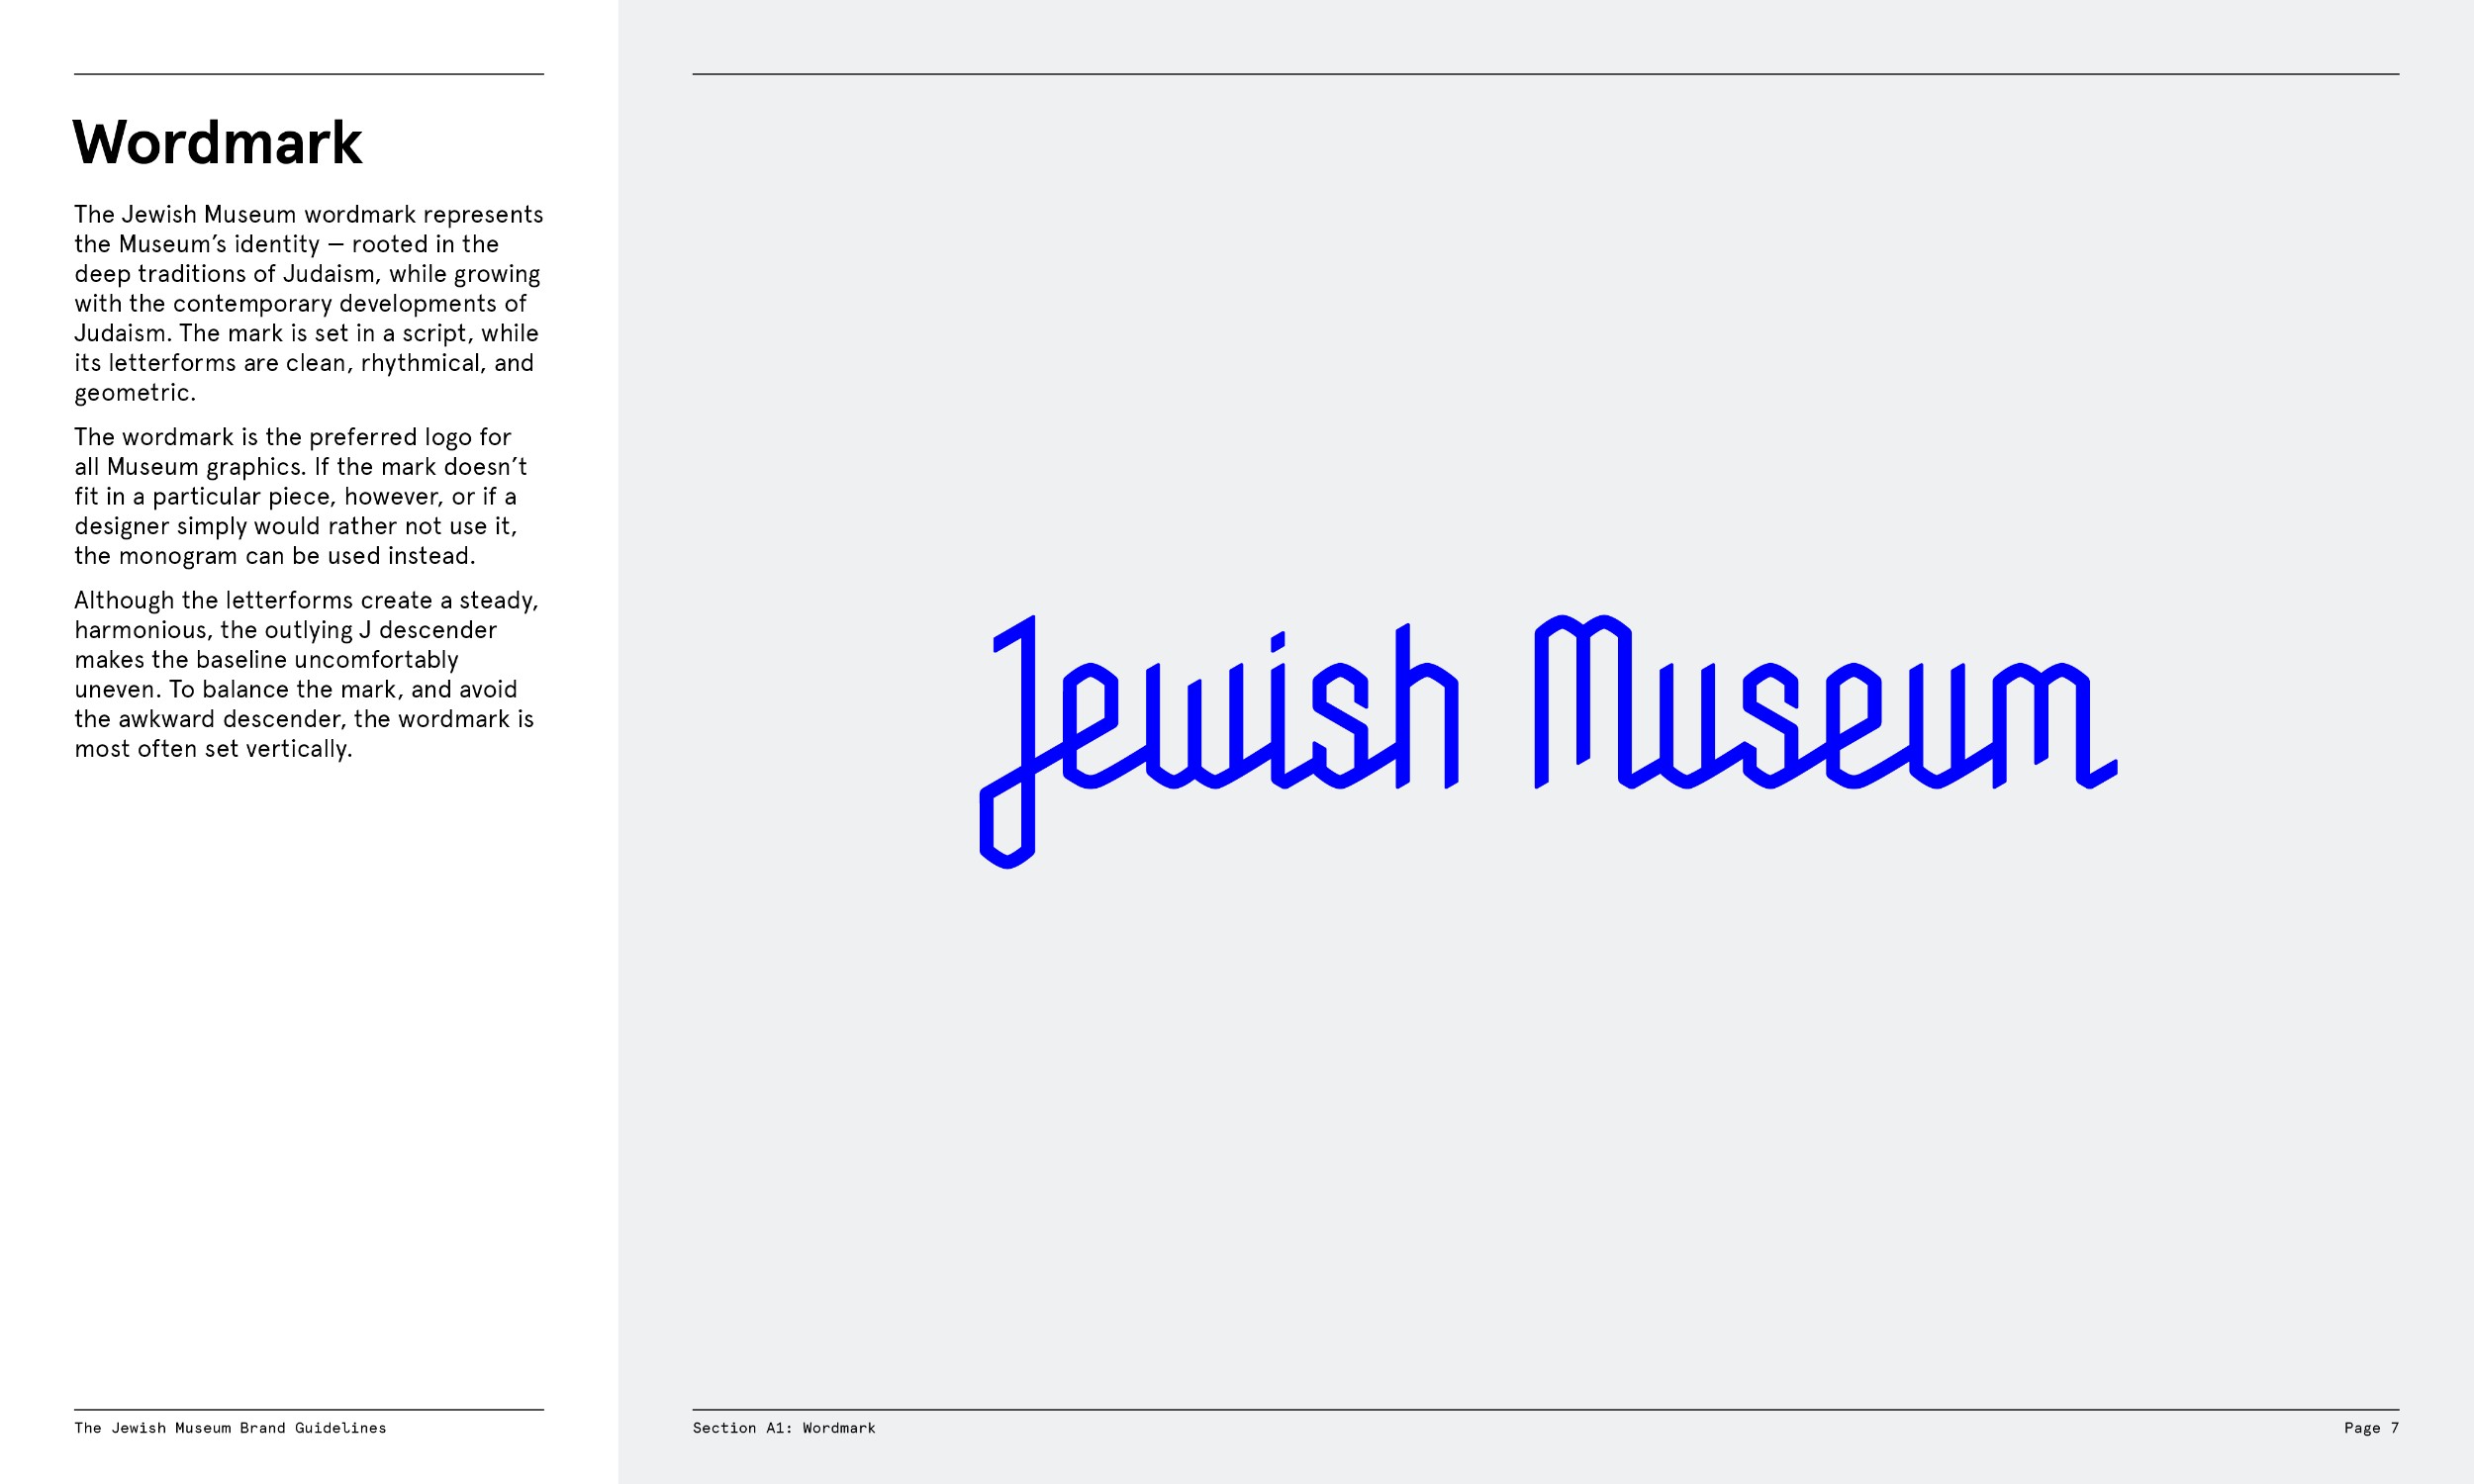 Wordmark
The Jewish Museum wordmark represents
the Museum’s identity — rooted in the
deep traditions of Judaism, while growing
with the contemporary developments of
Judaism. The mark is set in a script, while
its letterforms are clean, rhythmical, and
geometric.
The wordmark is the preferred logo for
all Museum graphics. If the mark doesn’t
fit in a particular piece, however, or if a
designer simply would rather not use it,
the monogram can be used instead.
Although the letterforms create a steady,
harmonious, the outlying J descender
makes the baseline uncomfortably
uneven. To balance the mark, and avoid
the awkward descender, the wordmark is
most often set vertically.
Jewish Museum
The Jewish Museum Brand Guidelines
Section A1: Wordmark
Page 7